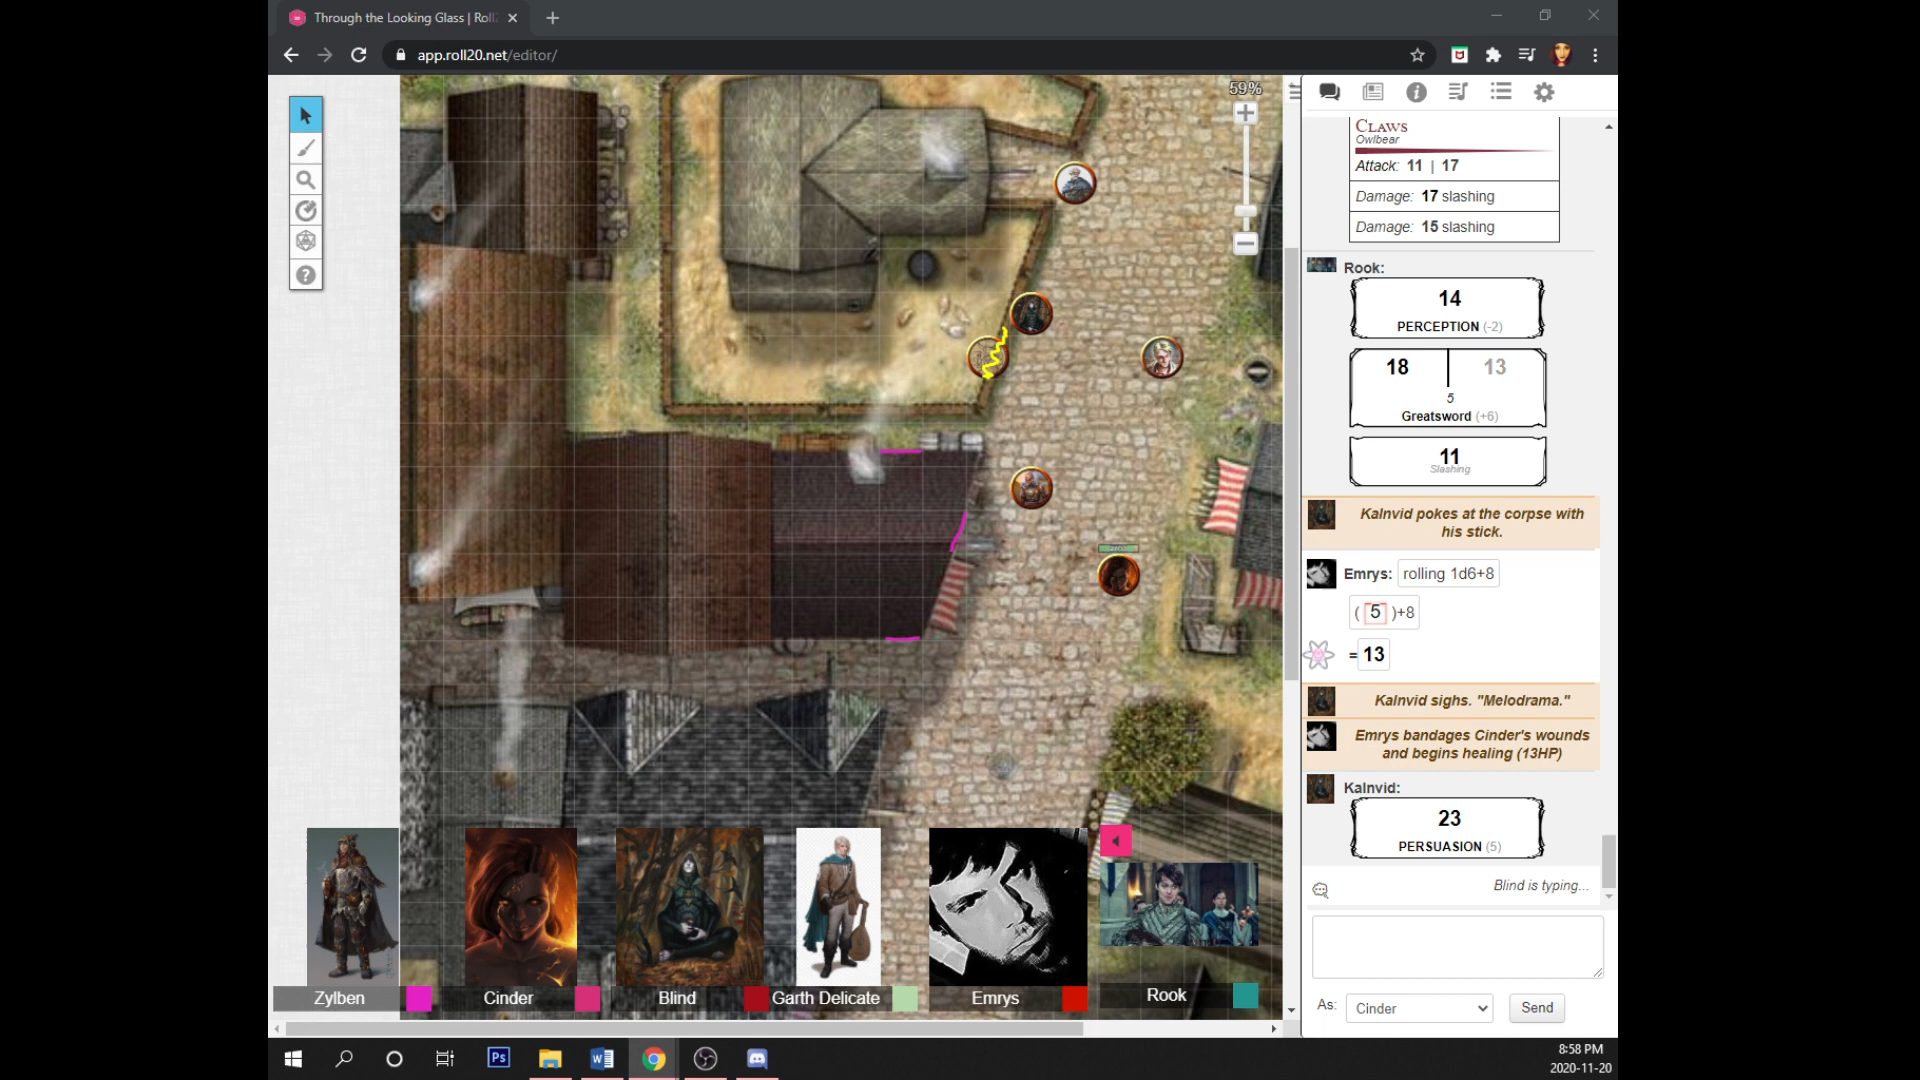 Through the Looking Glass | Roll2
app.roll20.net/editor/
59%
CLAWS
Owlbear
Attack: 11 | 17
Damage: 17 slashing
Damage: 15 slashing
Rook:
14
PERCEPTION (-2)
18 13
5
Greatsword (+6)
11
Slashing
Kalnvid pokes at the corpse with
his stick.
Emrys: rolling 1d6+8
( 5 )+8
=13
Kalnvid sighs. "Melodrama."
Emrys bandages Cinder's wounds
and begins healing (13HP)
Kalnvid:
23
PERSUASION (5)
Blind is typing...
As: Cinder Send
Zylben Cinder Blind Garth Delicate Emrys Rook
Ps
W
8:58 PM
2020-11-20